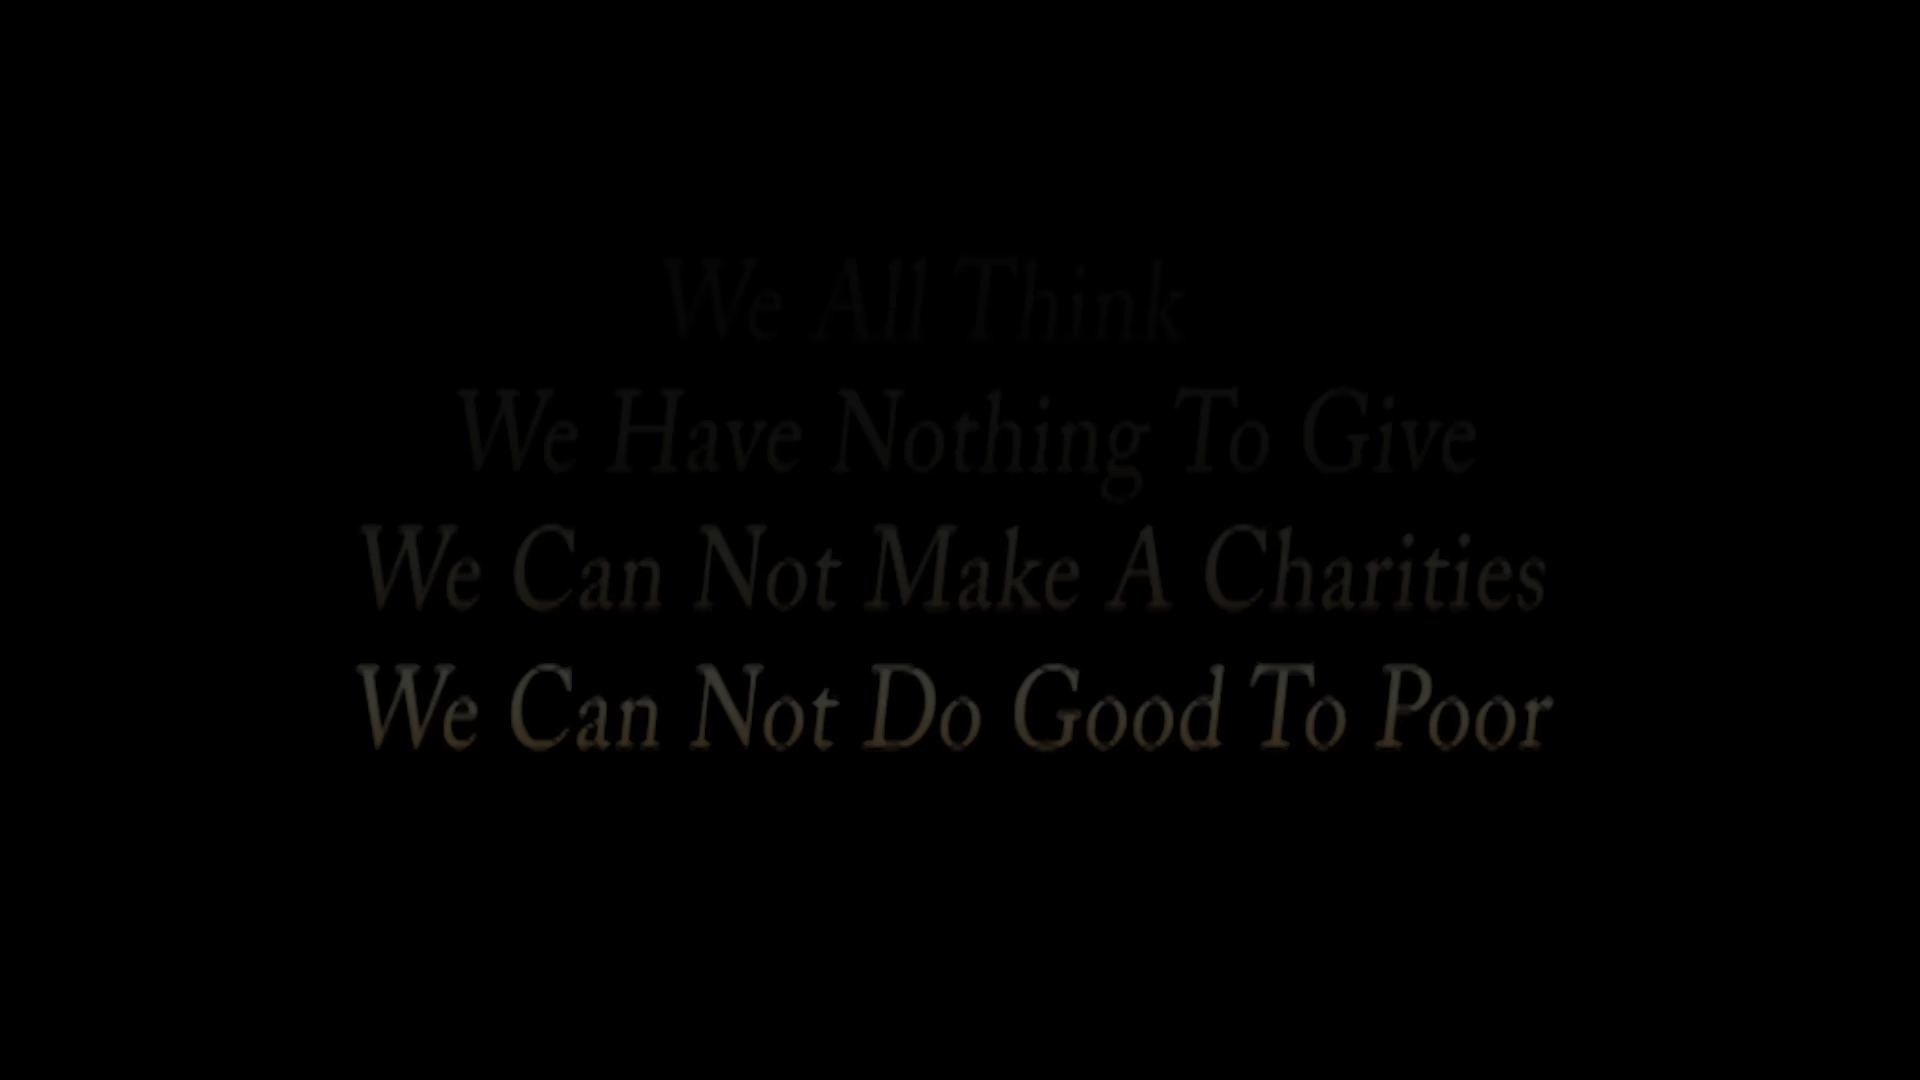 We All Think
We Have Nothing To Give
We Can Not Make A Charities
We Can Not Do Good To Poor